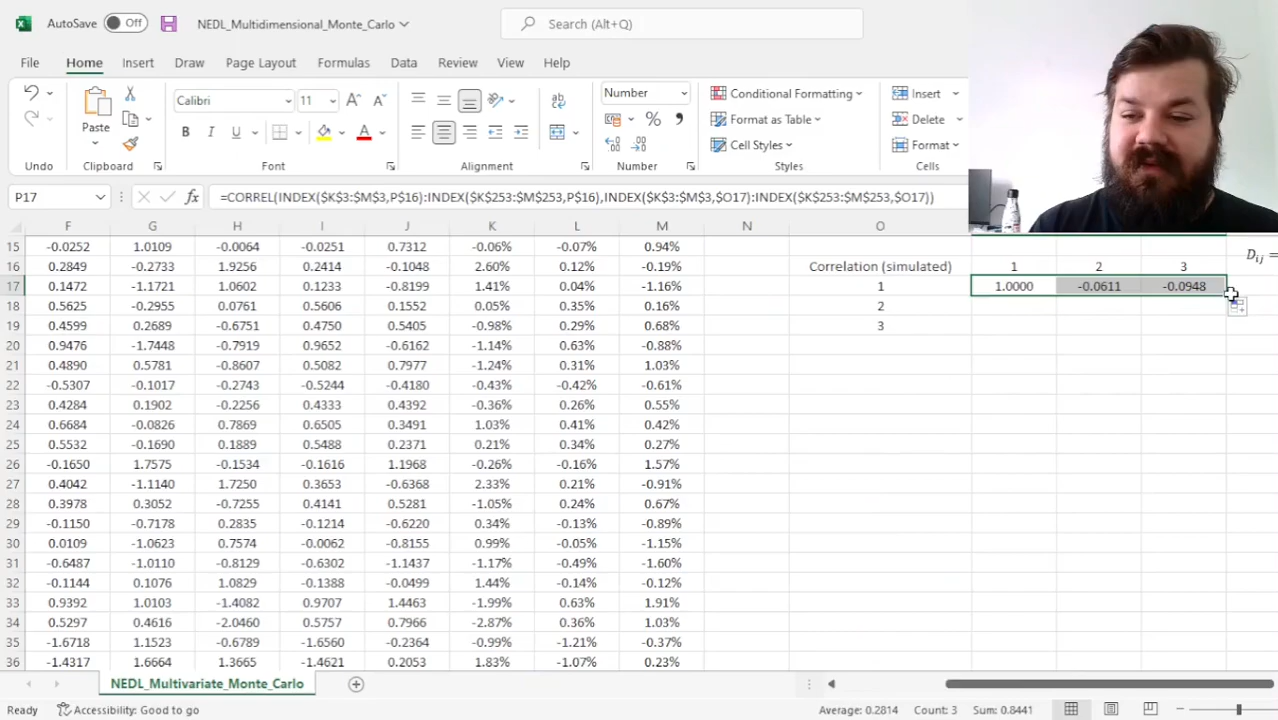 AutoSave Off NEDL_Multidimensional_Monte_Carlo Search (Alt+Q)
File Home Insert Draw Page Layout Formulas Data Review View Help
Calibri 11 Number Conditional Formatting Insert
Paste B I U Format as Table Delete
Cell Styles Format
Undo Clipboard Font Alignment Number Styles Cells
P17 fx =CORREL(INDEX($K$3:$M$3,P$16):INDEX($K$253:$M$253,P$16),INDEX($K$3:$M$3,$O17):INDEX($K$253:$M$253,$O17))
F G H I J K L M N O
15 -0.0252 1.0109 -0.0064 -0.0251 0.7312 -0.06% -0.07% 0.94% Dij =
16 0.2849 -0.2733 1.9256 0.2414 -0.1048 2.60% 0.12% -0.19% Correlation (simulated) 1 2 3
17 0.1472 -1.1721 1.0602 0.1233 -0.8199 1.41% 0.04% -1.16% 1 1.0000 -0.0611 -0.0948
18 0.5625 -0.2955 0.0761 0.5606 0.1552 0.05% 0.35% 0.16% 2
19 0.4599 0.2689 -0.6751 0.4750 0.5405 -0.98% 0.29% 0.68% 3
20 0.9476 -1.7448 -0.7919 0.9652 -0.6162 -1.14% 0.63% -0.88%
21 0.4890 0.5781 -0.8607 0.5082 0.7977 -1.24% 0.31% 1.03%
22 -0.5307 -0.1017 -0.2743 -0.5244 -0.4180 -0.43% -0.42% -0.61%
23 0.4284 0.1902 -0.2256 0.4333 0.4392 -0.36% 0.26% 0.55%
24 0.6684 -0.0826 0.7869 0.6505 0.3491 1.03% 0.41% 0.42%
25 0.5532 -0.1690 0.1889 0.5488 0.2371 0.21% 0.34% 0.27%
26 -0.1650 1.7575 -0.1534 -0.1616 1.1968 -0.26% -0.16% 1.57%
27 0.4042 -1.1140 1.7250 0.3653 -0.6368 2.33% 0.21% -0.91%
28 0.3978 0.3052 -0.7255 0.4141 0.5281 -1.05% 0.24% 0.67%
29 -0.1150 -0.7178 0.2835 -0.1214 -0.6220 0.34% -0.13% -0.89%
30 0.0109 -1.0623 0.7574 -0.0062 -0.8155 0.99% -0.05% -1.15%
31 -0.6487 -1.0110 -0.8129 -0.6302 -1.1437 -1.17% -0.49% -1.60%
32 -0.1144 0.1076 1.0829 -0.1388 -0.0499 1.44% -0.14% -0.12%
33 0.9392 1.0103 -1.4082 0.9707 1.4463 -1.99% 0.63% 1.91%
34 0.5297 0.4616 -2.0460 0.5757 0.7966 -2.87% 0.36% 1.03%
35 -1.6718 1.1523 -0.6789 -1.6560 -0.2364 -0.99% -1.21% -0.37%
36 -1.4317 1.6664 1.3665 -1.4621 0.2053 1.83% -1.07% 0.23%
NEDL_Multivariate_Monte_Carlo
Ready Accessibility: Good to go Average: 0.2814 Count: 3 Sum: 0.8441